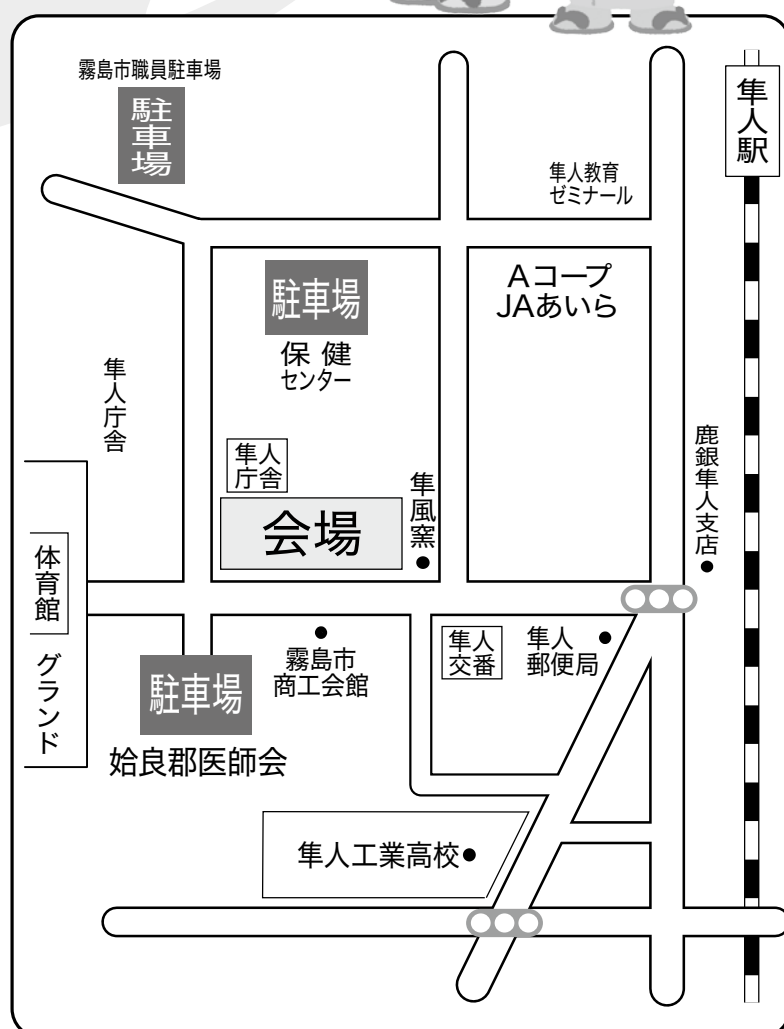 霧島市職員駐車場
駐車場
隼人駅
隼人教育
ゼミナール
駐車場
保健
センター
Aコープ
JAあいら
隼人庁舎
隼人
庁舎
会場
隼風窯
鹿銀隼人支店
体育館
グランド
霧島市
商工会館
隼人
交番
隼人
郵便局
駐車場
姶良郡医師会
隼人工業高校